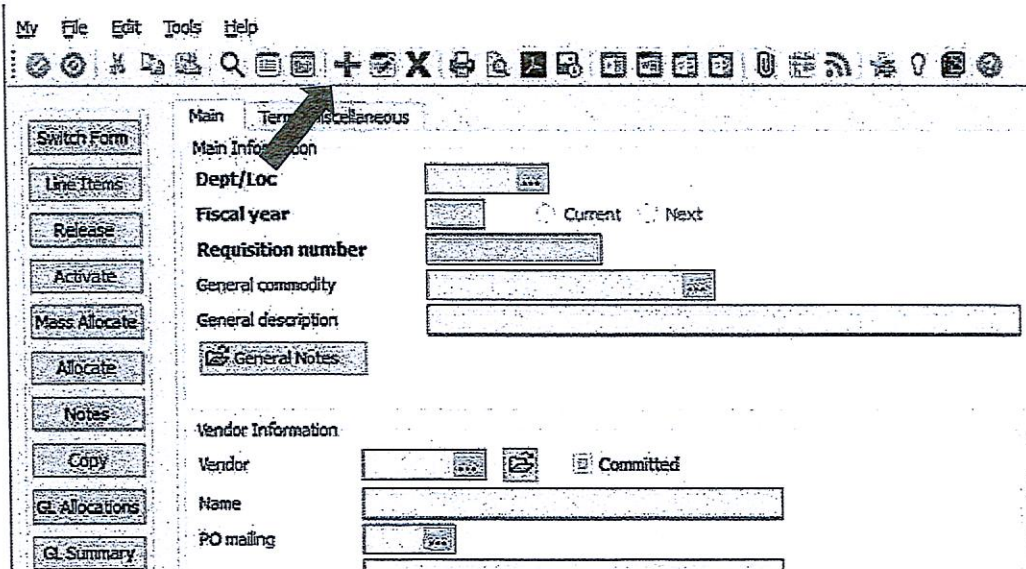 My File Edit Tools Help
Main Terms Miscellaneous
Main Information
Switch Form
Line Items
Release
Activate
Mass Allocate
Allocate
Notes
Copy
GL Allocations
GL Summary
Dept/Loc
Fiscal year Current Next
Requisition number
General commodity
General description
General Notes
Vendor Information
Vendor Committed
Name
PO mailing